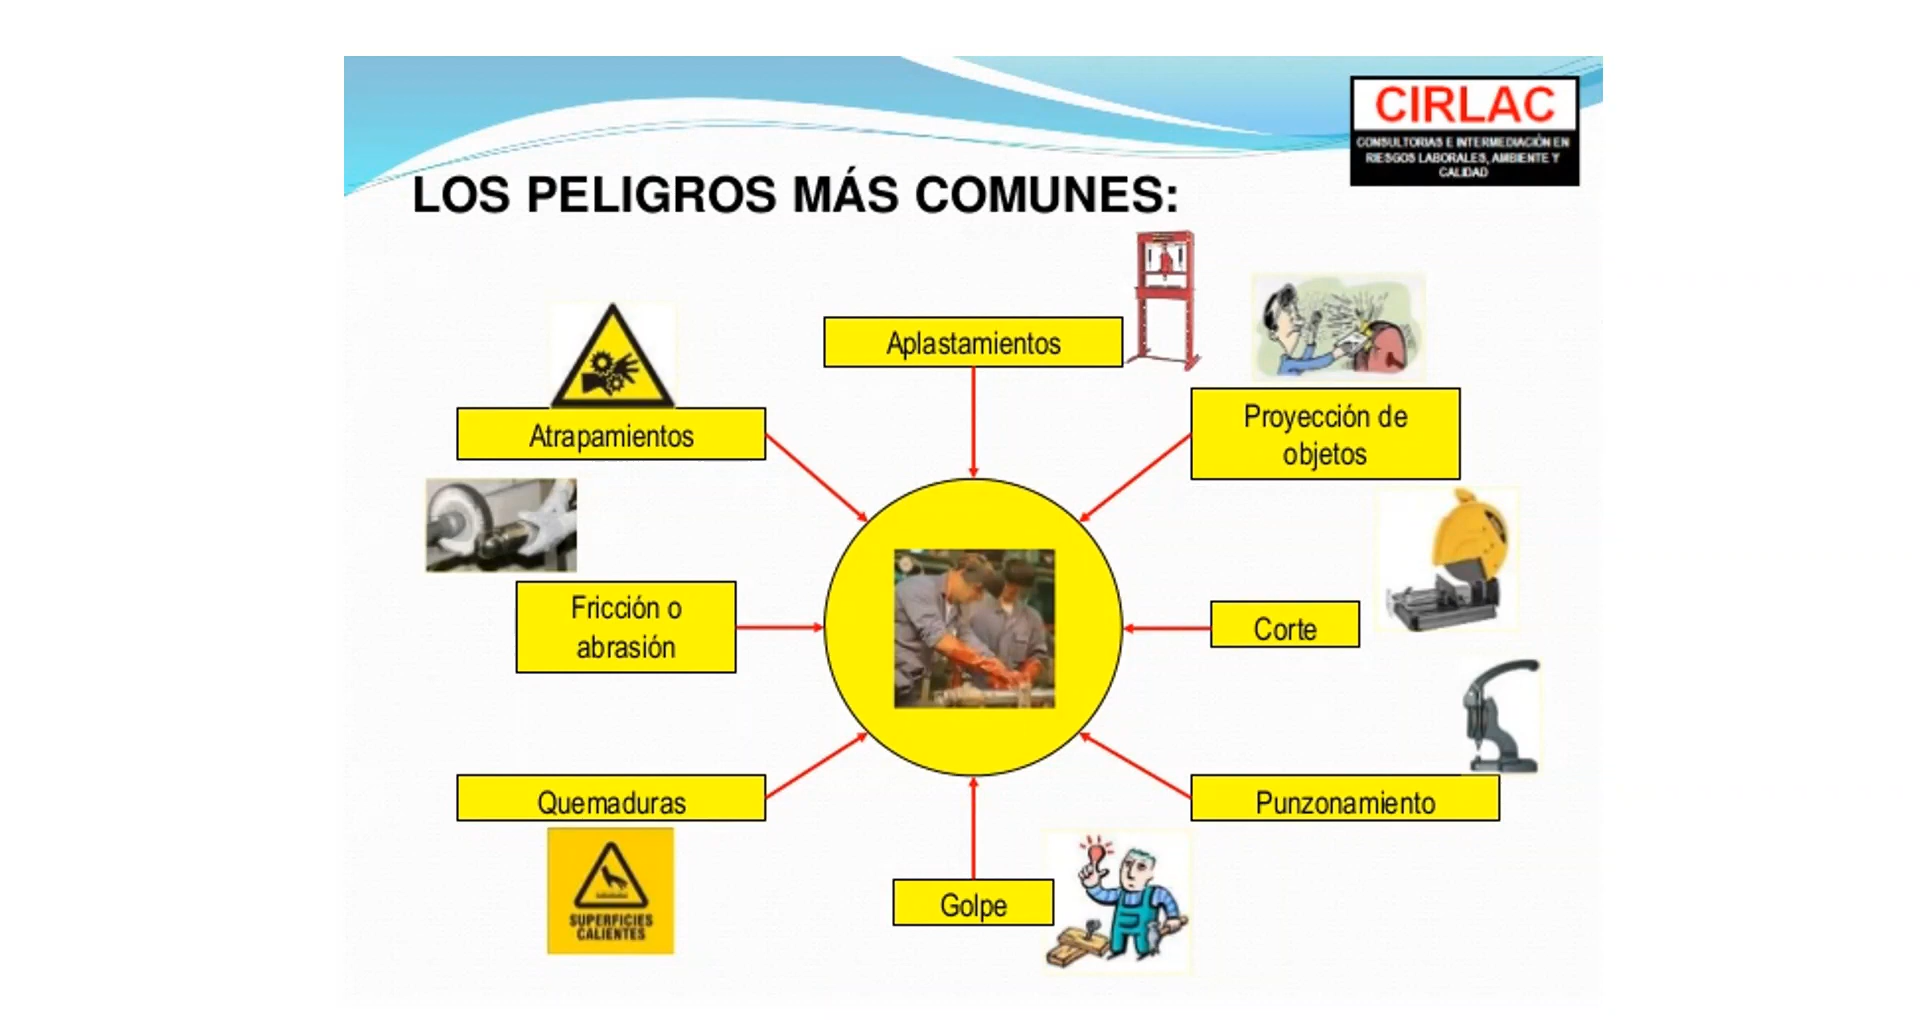 CIRLAC
CONSULTORIAS E INTERMEDIACIÓN EN
RIESGOS LABORALES, AMBIENTE Y
CALIDAD
LOS PELIGROS MÁS COMUNES:
Aplastamientos
Proyección de
objetos
Atrapamientos
Fricción o
abrasión
Corte
Quemaduras
Punzonamiento
Golpe
SUPERFICIES
CALIENTES